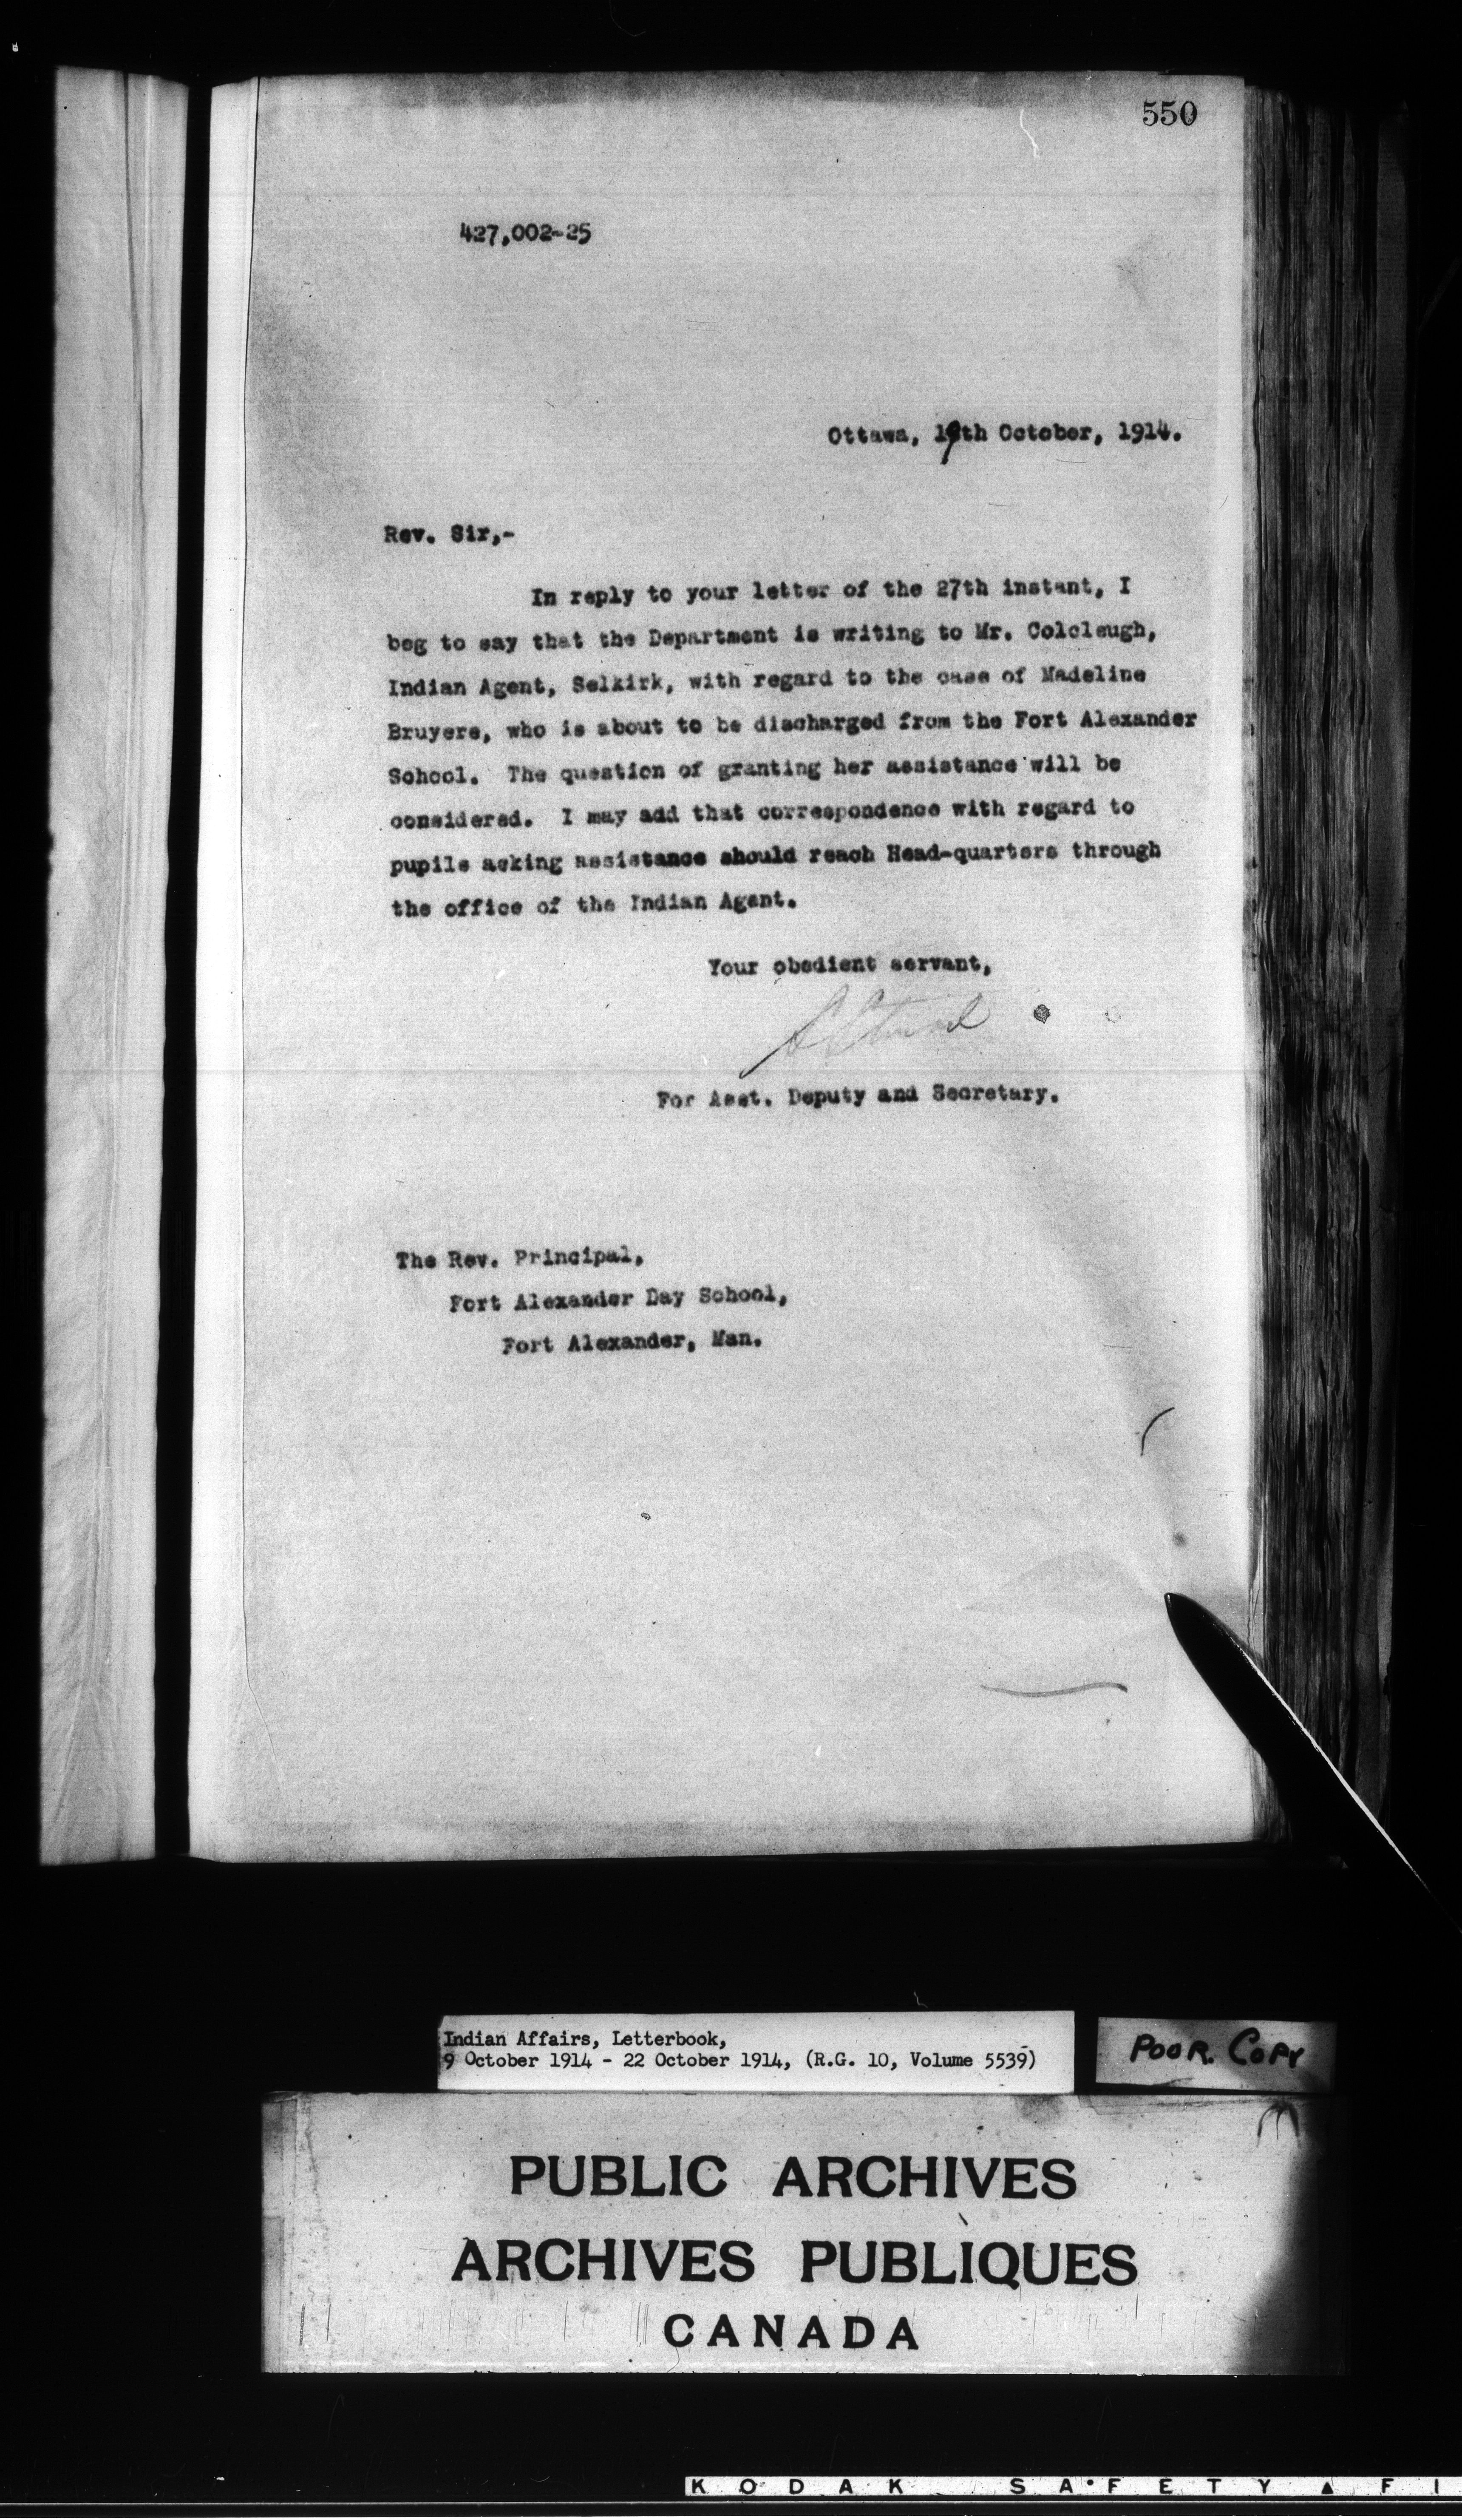 550
427,002-25
Ottawa, 19th October, 1914.
Rev. Sir,-
In reply to your letter of the 27th instant, I
beg to say that the Department is writing to Mr. Colcleugh,
Indian Agent, Selkirk, with regard to the case of Madeline
Bruyere, who is about to be discharged from the Fort Alexander
School. The question of granting her assistance will be
considered. I may add that correspondence with regard to
pupils asking assistance should reach Head-quarters through
the office of the Indian Agent.
Your obedient servant,
For Asst. Deputy and Secretary.
The Rev. Principal,
Fort Alexander Day School,
Fort Alexander, Man.
Indian Affairs, Letterbook,
9 October 1914 - 22 October 1914, (R.G. 10, Volume 5539)
POOR. COPY
PUBLIC ARCHIVES
ARCHIVES PUBLIQUES
CANADA
KODAK SAFETY ▲ FI